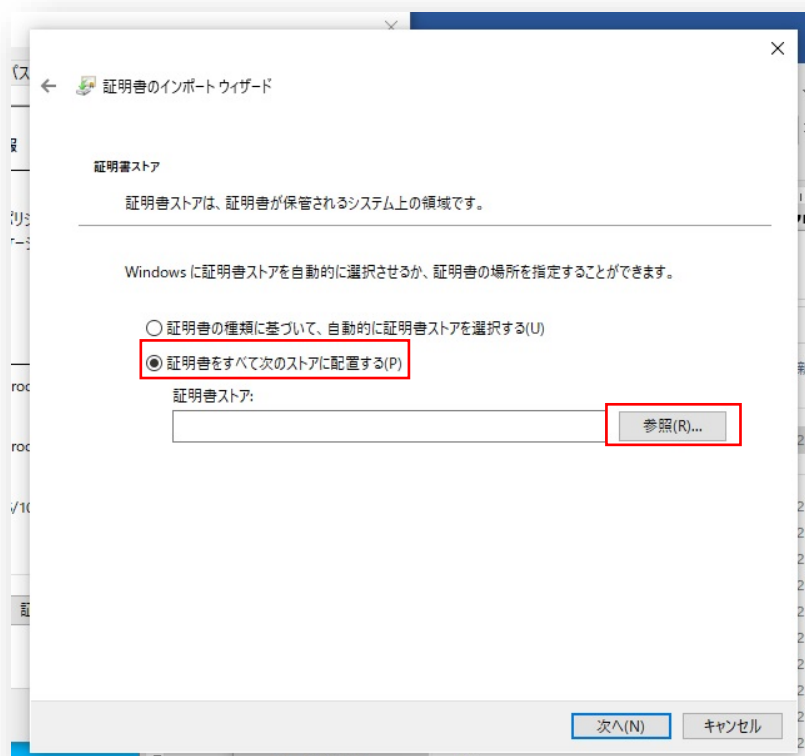 証明書のインポート ウィザード
証明書ストア
証明書ストアは、証明書が保管されるシステム上の領域です。
Windows に証明書ストアを自動的に選択させるか、証明書の場所を指定することができます。
証明書の種類に基づいて、自動的に証明書ストアを選択する(U)
証明書をすべて次のストアに配置する(P)
証明書ストア:
参照(R)...
次へ(N)
キャンセル